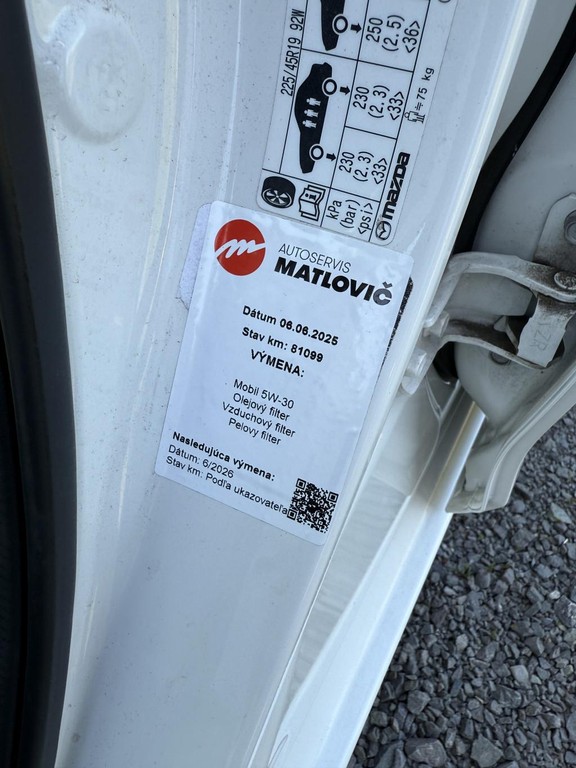 225/45R19 92W
250
(2.5)
<36>
230
(2.3)
<33>
230
(2.3)
<33>
kPa
(bar)
<psi>
≒75 kg
mazda
AUTOSERVIS
MATLOVIČ
Dátum 06.06.2025
Stav km: 81099
VÝMENA:
Mobil 5W-30
Olejový filter
Vzduchový filter
Pelovy filter
Nasledujúca výmena:
Dátum: 6/2026
Stav km: Podľa ukazovateľa